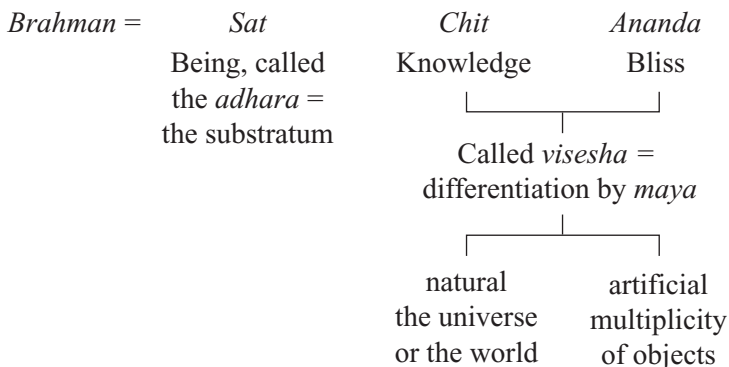 Brahman = Sat Chit Ananda
Being, called Knowledge Bliss
the adhara =
the substratum
Called visesha =
differentiation by maya
natural artificial
the universe multiplicity
or the world of objects